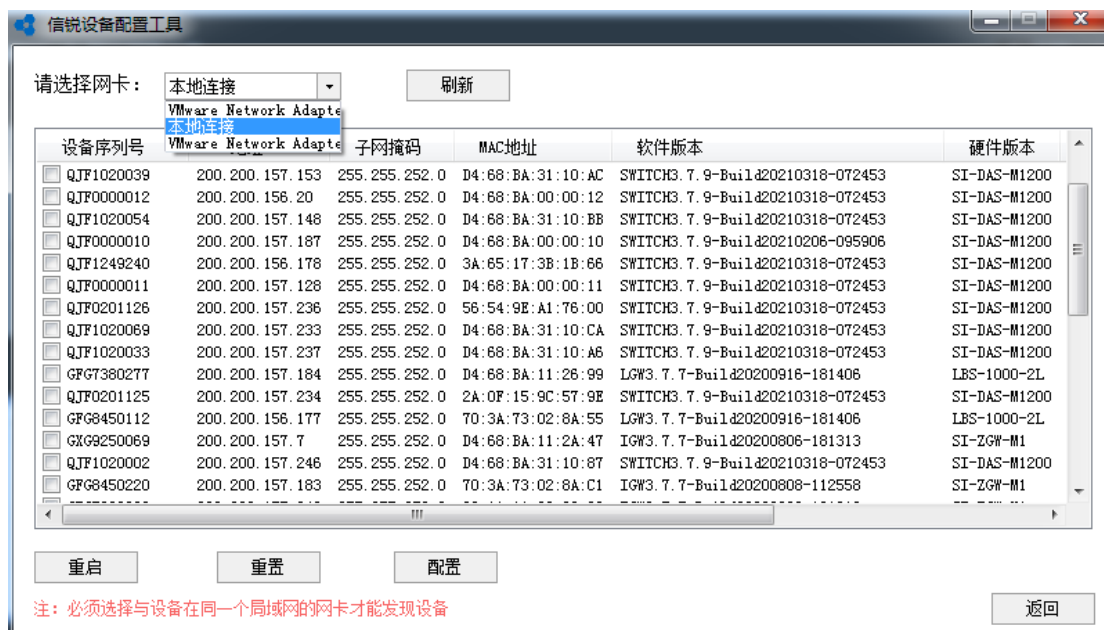 信锐设备配置工具
请选择网卡： 本地连接 刷新
VMware Network Adapte
本地连接
VMware Network Adapte
设备序列号 子网掩码 MAC地址 软件版本 硬件版本
QJF1020039 200.200.157.153 255.255.252.0 D4:68:BA:31:10:AC SWITCH3.7.9-Build20210318-072453 SI-DAS-M1200
QJF0000012 200.200.156.20 255.255.252.0 D4:68:BA:00:00:12 SWITCH3.7.9-Build20210318-072453 SI-DAS-M1200
QJF1020054 200.200.157.148 255.255.252.0 D4:68:BA:31:10:BB SWITCH3.7.9-Build20210318-072453 SI-DAS-M1200
QJF0000010 200.200.157.187 255.255.252.0 D4:68:BA:00:00:10 SWITCH3.7.9-Build20210206-095906 SI-DAS-M1200
QJF1249240 200.200.156.178 255.255.252.0 3A:65:17:3B:1B:66 SWITCH3.7.9-Build20210318-072453 SI-DAS-M1200
QJF0000011 200.200.157.128 255.255.252.0 D4:68:BA:00:00:11 SWITCH3.7.9-Build20210318-072453 SI-DAS-M1200
QJF0201126 200.200.157.236 255.255.252.0 56:54:9E:A1:76:00 SWITCH3.7.9-Build20210318-072453 SI-DAS-M1200
QJF1020069 200.200.157.233 255.255.252.0 D4:68:BA:31:10:CA SWITCH3.7.9-Build20210318-072453 SI-DAS-M1200
QJF1020033 200.200.157.237 255.255.252.0 D4:68:BA:31:10:A6 SWITCH3.7.9-Build20210318-072453 SI-DAS-M1200
GFG7380277 200.200.157.184 255.255.252.0 D4:68:BA:11:26:99 LGW3.7.7-Build20200916-181406 LBS-1000-2L
QJF0201125 200.200.157.234 255.255.252.0 2A:0F:15:9C:57:9E SWITCH3.7.9-Build20210318-072453 SI-DAS-M1200
GFG8450112 200.200.156.177 255.255.252.0 70:3A:73:02:8A:55 LGW3.7.7-Build20200916-181406 LBS-1000-2L
GXG9250069 200.200.157.7 255.255.252.0 D4:68:BA:11:2A:47 IGW3.7.7-Build20200806-181313 SI-ZGW-M1
QJF1020002 200.200.157.246 255.255.252.0 D4:68:BA:31:10:87 SWITCH3.7.9-Build20210318-072453 SI-DAS-M1200
GFG8450220 200.200.157.183 255.255.252.0 70:3A:73:02:8A:C1 IGW3.7.7-Build20200808-112558 SI-ZGW-M1
重启 重置 配置
注：必须选择与设备在同一个局域网的网卡才能发现设备
返回